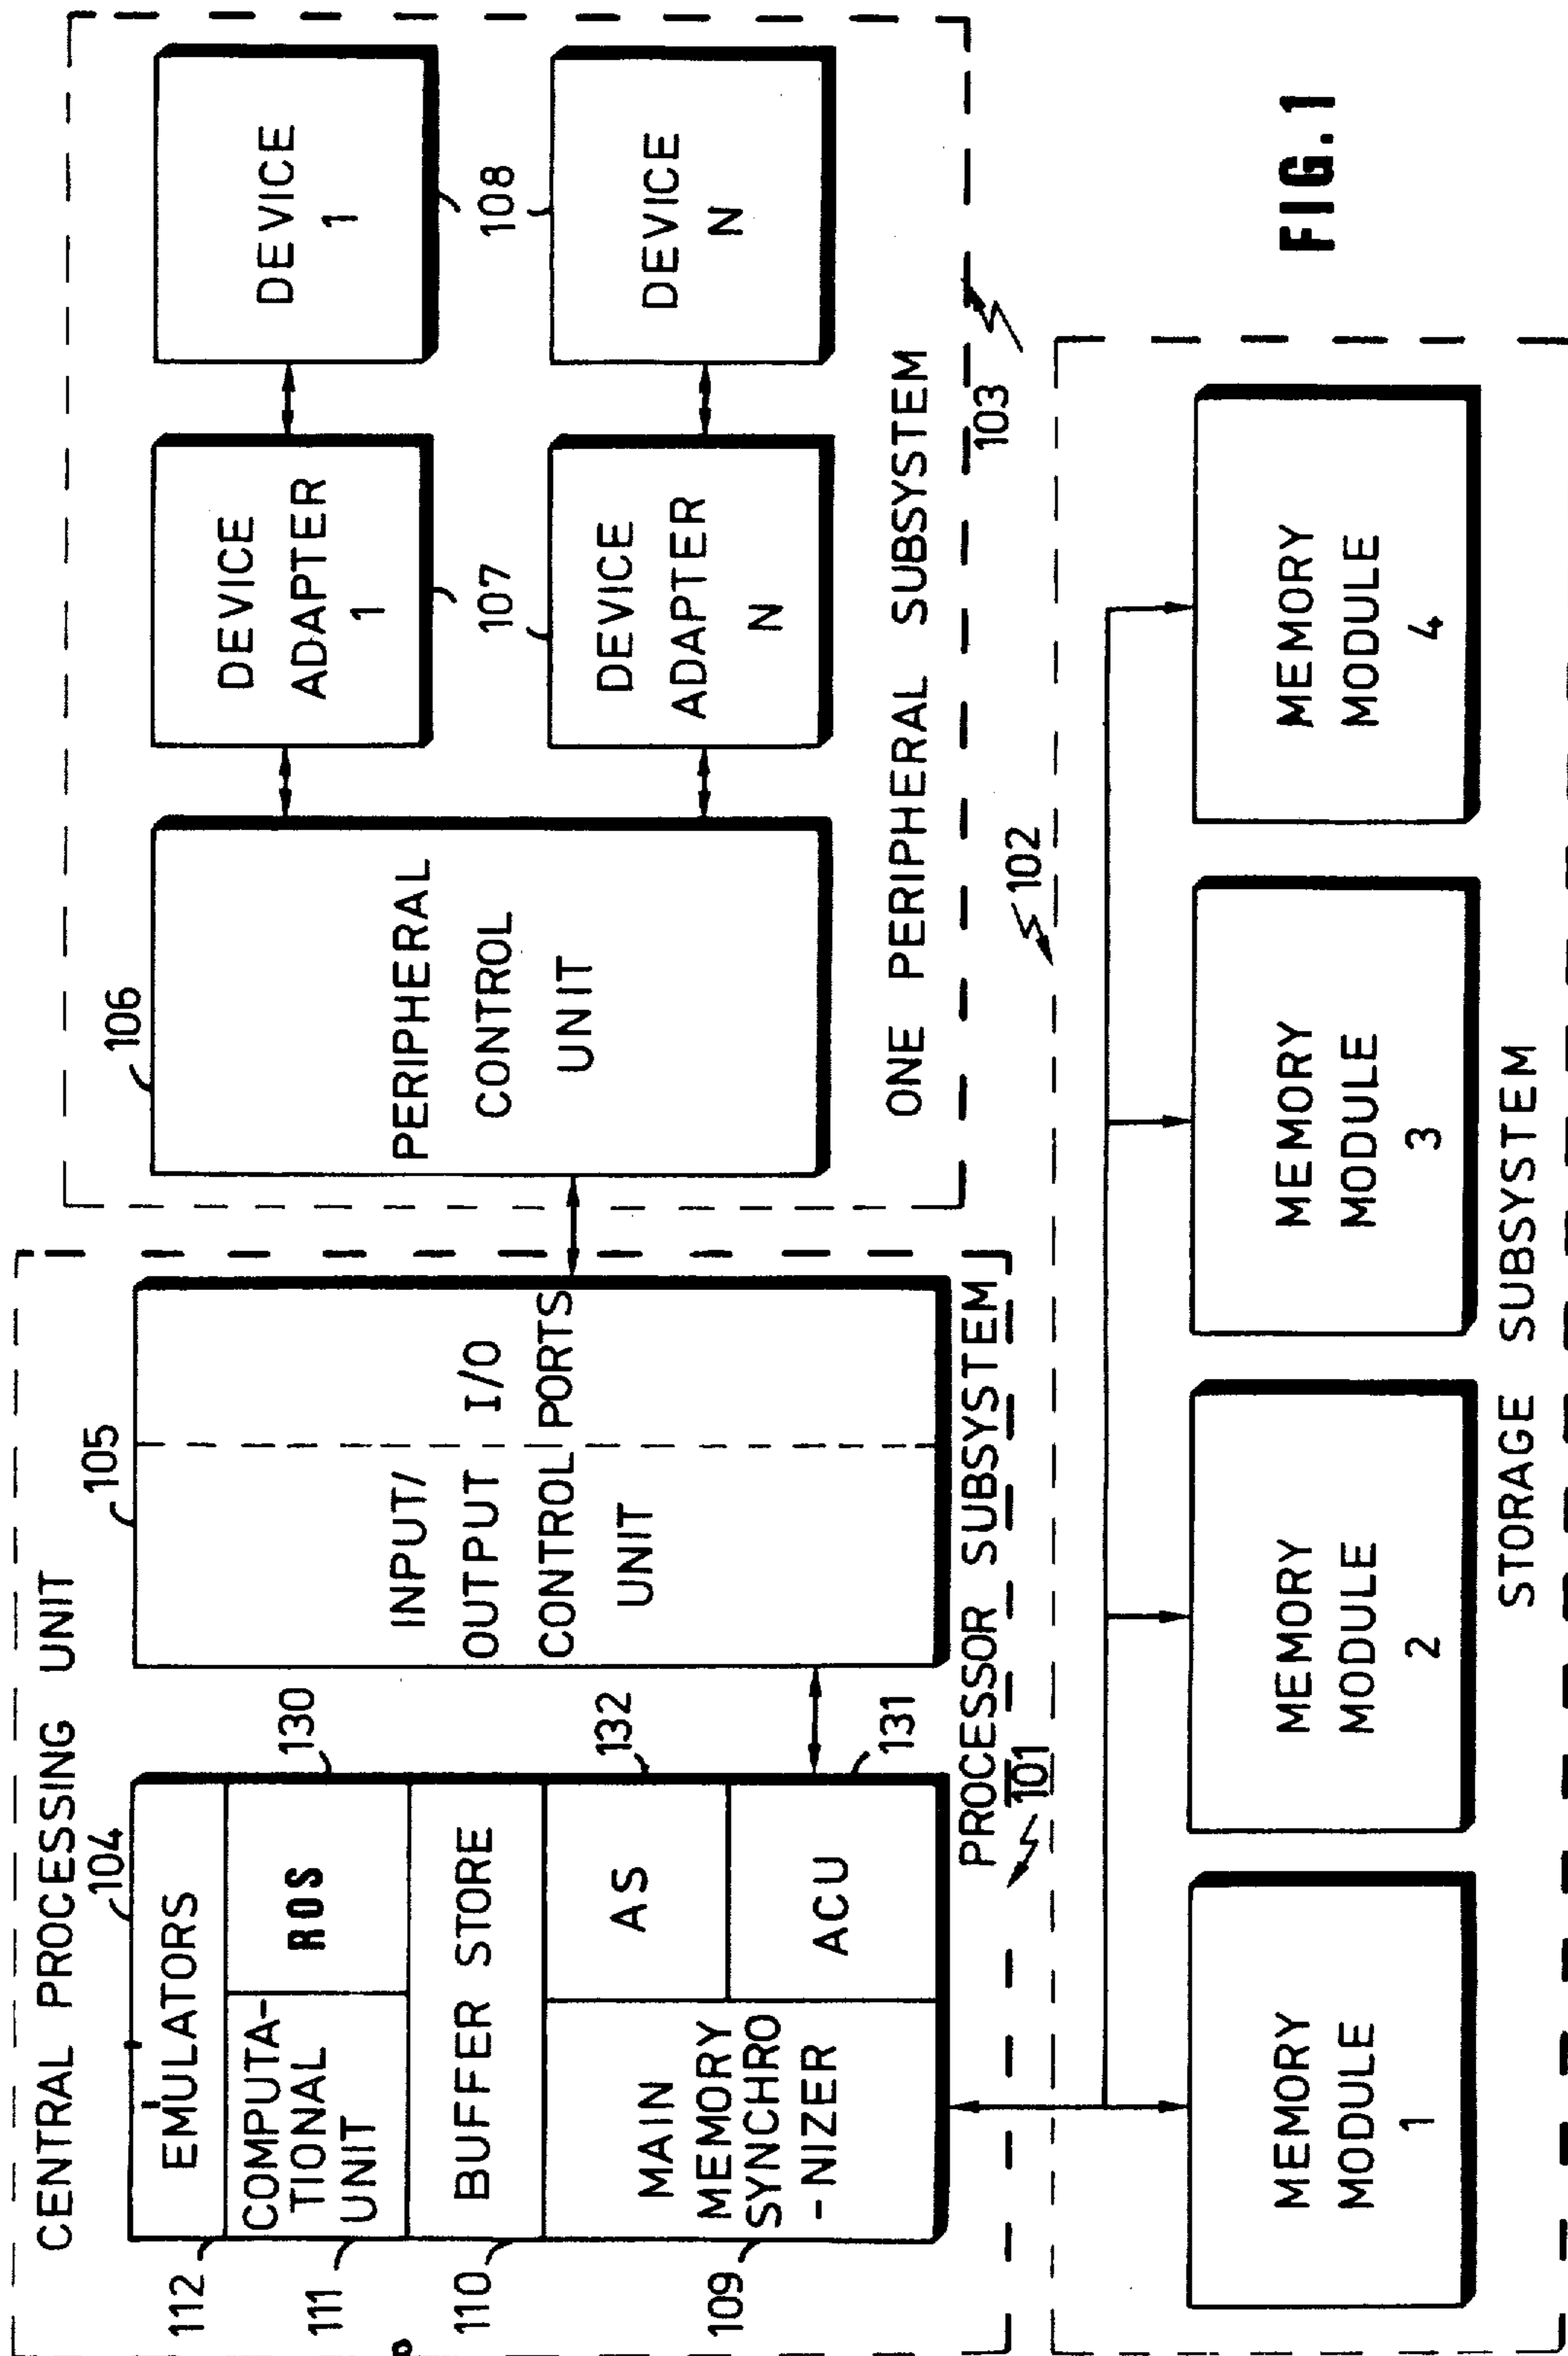 CENTRAL PROCESSING UNIT
104
112
EMULATORS
111
COMPUTA-
TIONAL
UNIT
ROS
130
110
BUFFER STORE
109
MAIN
MEMORY
SYNCHRO
-NIZER
AS
132
ACU
131
105
INPUT/
OUTPUT
CONTROL
UNIT
I/O
PORTS
PROCESSOR SUBSYSTEM
101
106
PERIPHERAL
CONTROL
UNIT
DEVICE
ADAPTER
1
107
DEVICE
ADAPTER
N
DEVICE
1
108
DEVICE
N
ONE PERIPHERAL SUBSYSTEM
103
102
MEMORY
MODULE
1
MEMORY
MODULE
2
MEMORY
MODULE
3
MEMORY
MODULE
4
STORAGE SUBSYSTEM
FIG.1